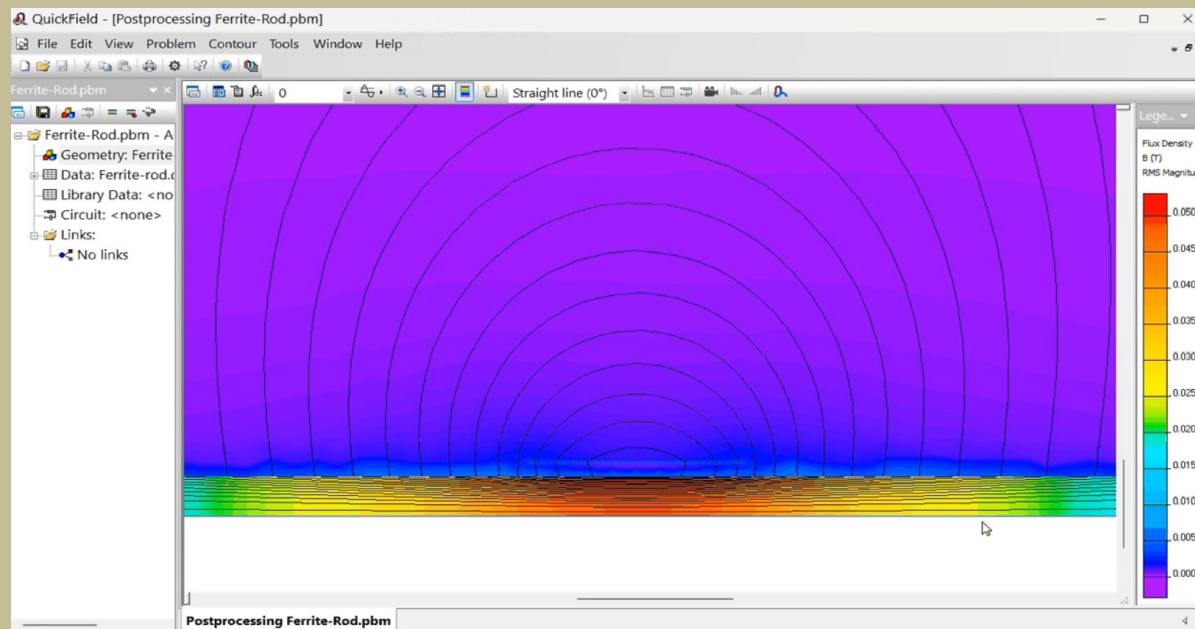 QuickField - [Postprocessing Ferrite-Rod.pbm]
File Edit View Problem Contour Tools Window Help
Ferrite-Rod.pbm
0
Straight line (0°)
Ferrite-Rod.pbm - A
Geometry: Ferrite
Data: Ferrite-rod.
Library Data: <no
Circuit: <none>
Links:
No links
Lege...
Flux Density
B (T)
RMS Magnitu
0.050
0.045
0.040
0.035
0.030
0.025
0.020
0.015
0.010
0.005
0.000
Postprocessing Ferrite-Rod.pbm